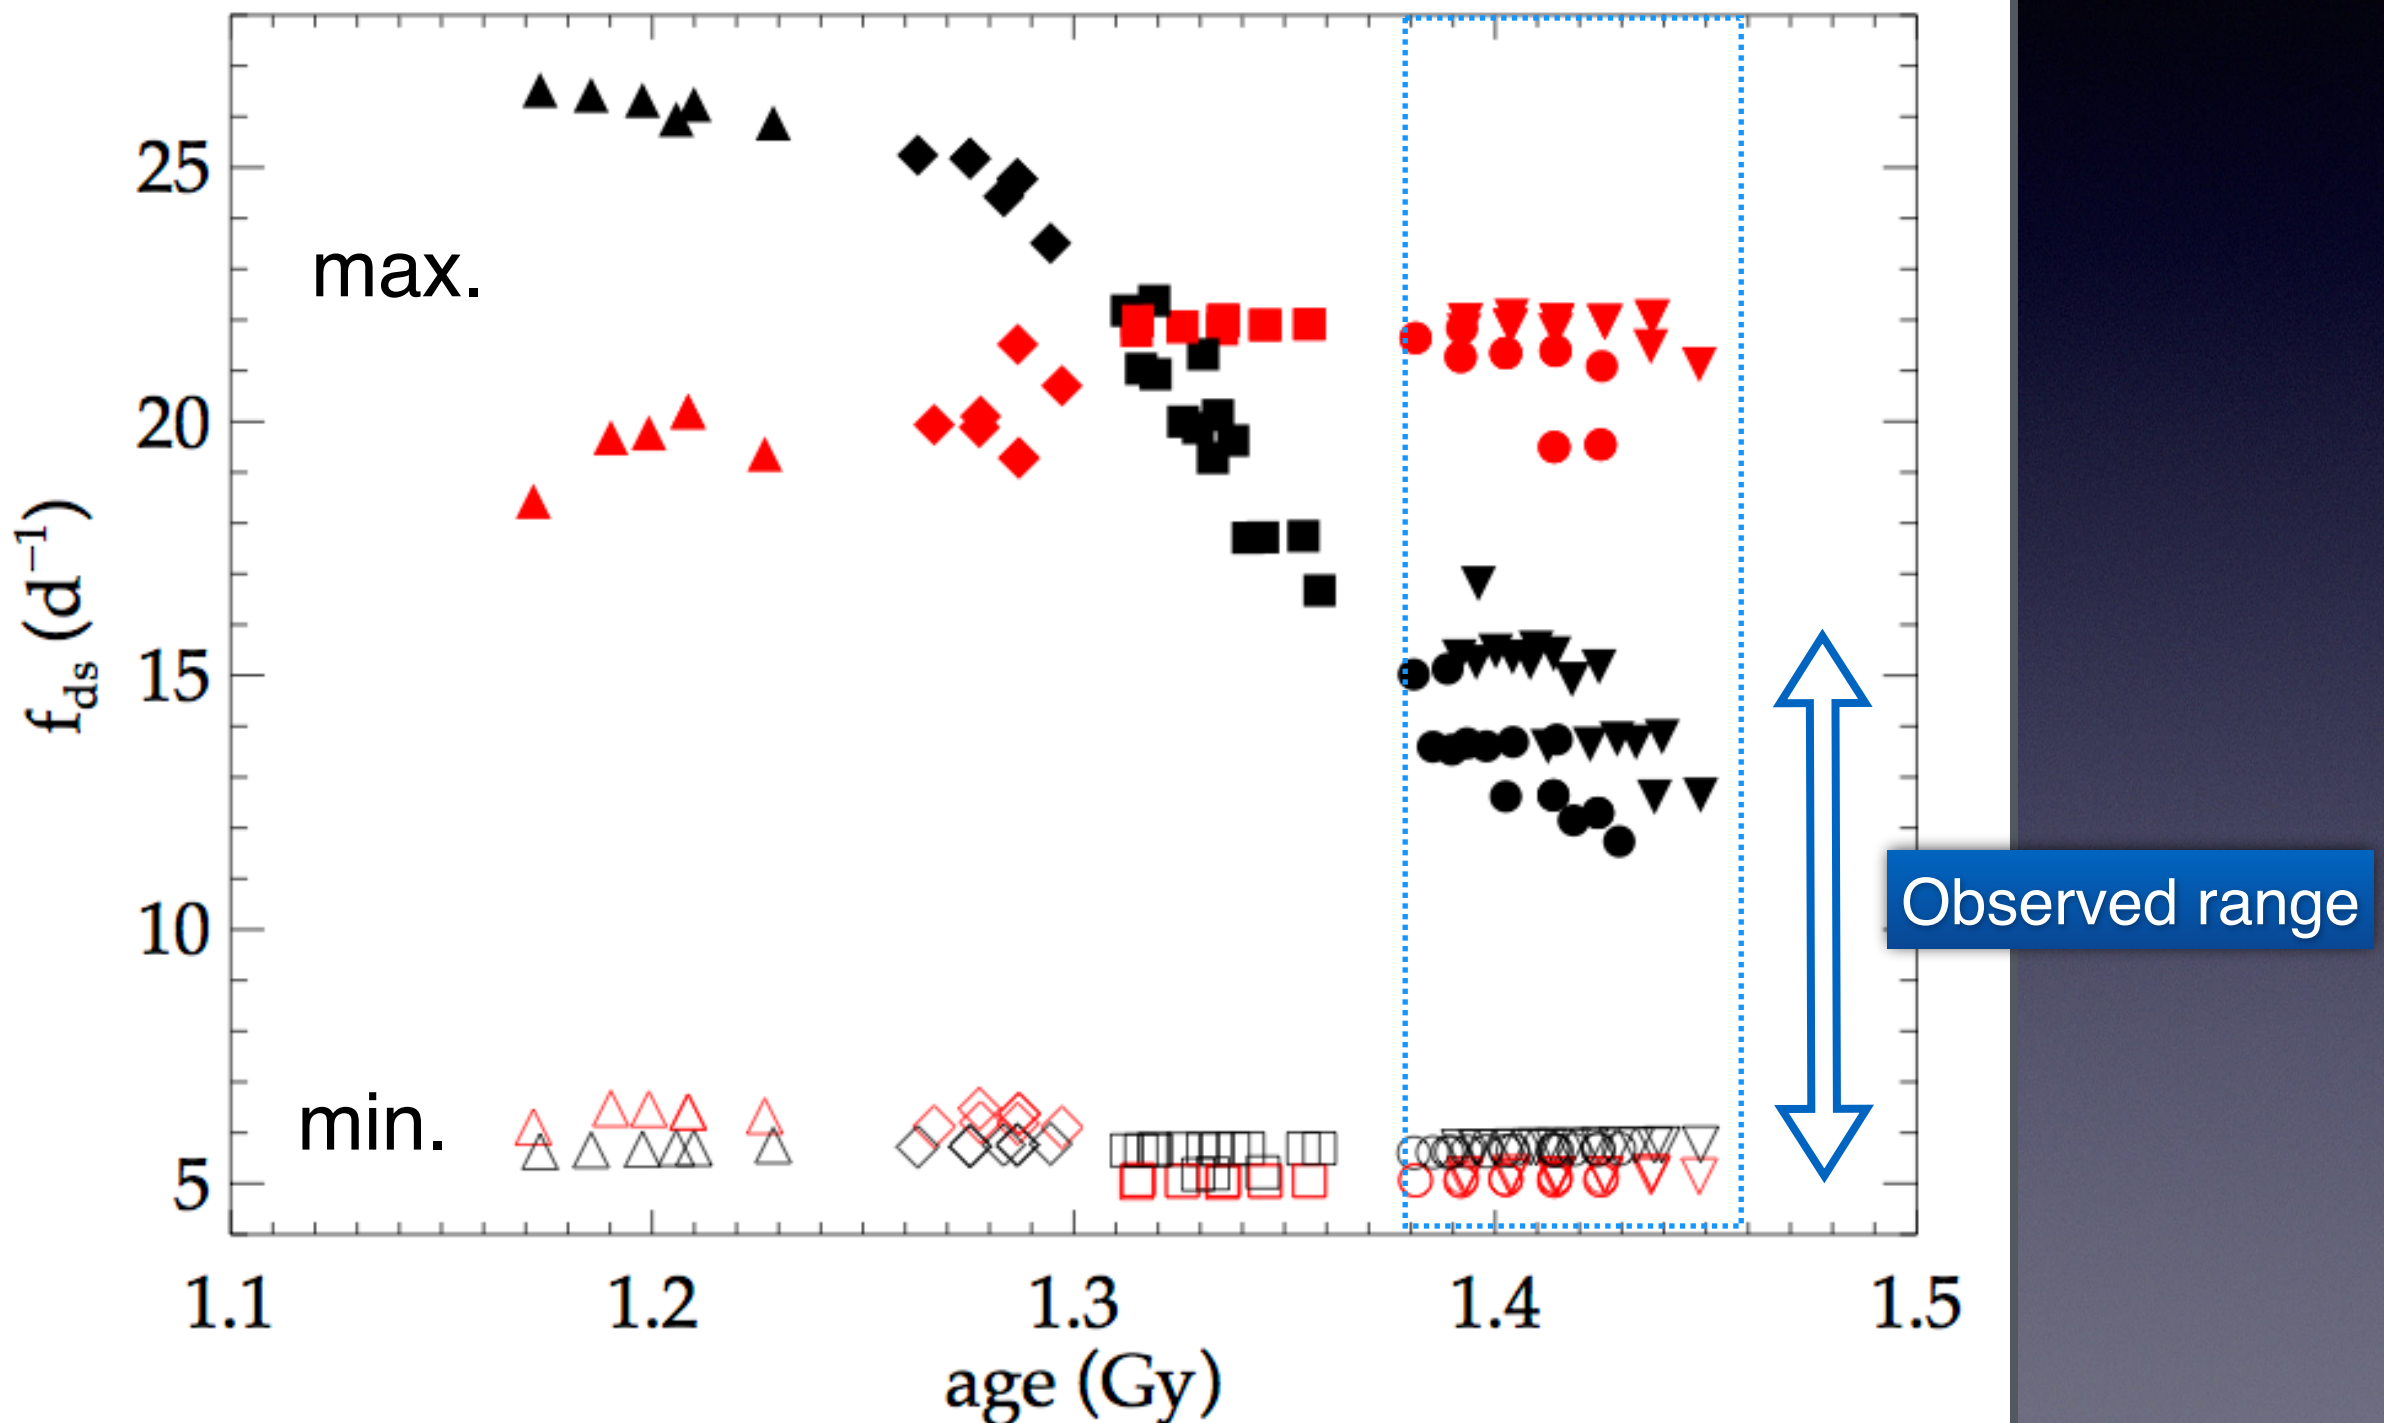 25
max.
20
f_ds (d⁻¹)
15
10
Observed range
min.
5
1.1 1.2 1.3 1.4 1.5
age (Gy)